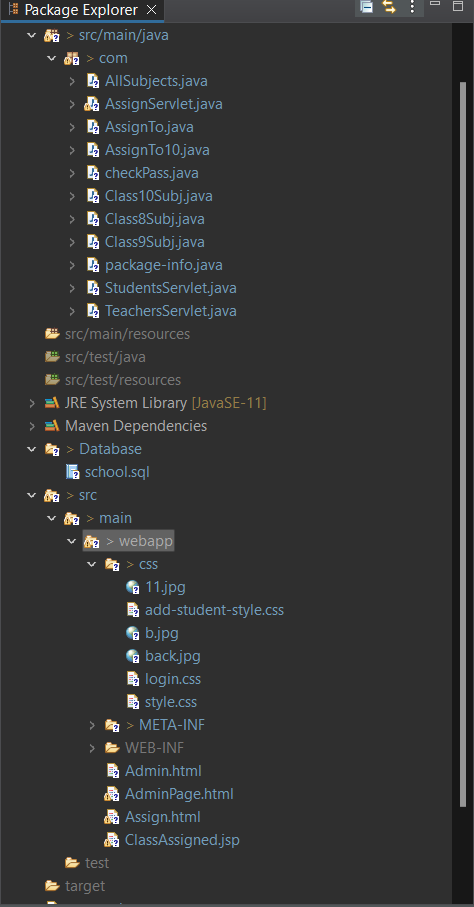 Package Explorer
> src/main/java
> com
AllSubjects.java
AssignServlet.java
AssignTo.java
AssignTo10.java
checkPass.java
Class10Subj.java
Class8Subj.java
Class9Subj.java
package-info.java
StudentsServlet.java
TeachersServlet.java
src/main/resources
src/test/java
src/test/resources
JRE System Library [JavaSE-11]
Maven Dependencies
> Database
school.sql
> src
> main
> webapp
> css
11.jpg
add-student-style.css
b.jpg
back.jpg
login.css
style.css
> META-INF
WEB-INF
Admin.html
AdminPage.html
Assign.html
ClassAssigned.jsp
test
target